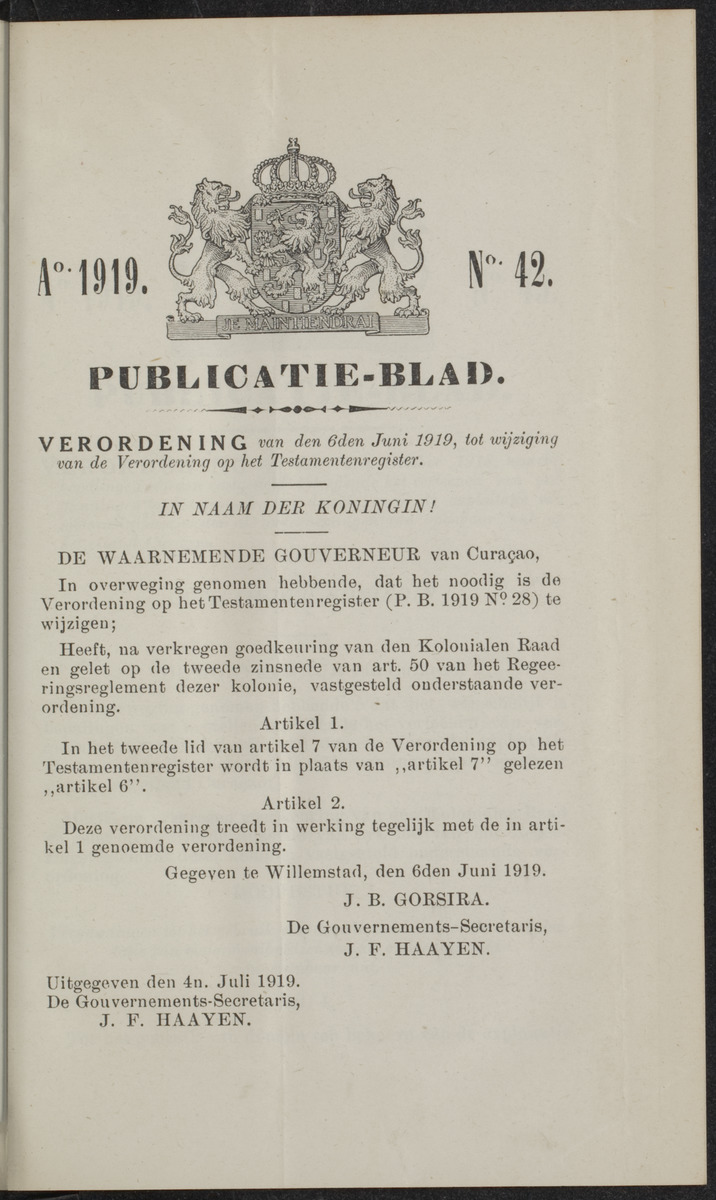 Aº. 1919.
Nº. 42.
JE MAINTIENDRAI
PUBLICATIE-BLAD.
VERORDENING van den 6den Juni 1919, tot wijziging
van de Verordening op het Testamentenregister.
IN NAAM DER KONINGIN!
DE WAARNEMENDE GOUVERNEUR van Curaçao,
In overweging genomen hebbende, dat het noodig is de
Verordening op het Testamentenregister (P. B. 1919 Nº 28) te
wijzigen;
Heeft, na verkregen goedkeuring van den Kolonialen Raad
en gelet op de tweede zinsnede van art. 50 van het Regee-
ringsreglement dezer kolonie, vastgesteld onderstaande ver-
ordening.
Artikel 1.
In het tweede lid van artikel 7 van de Verordening op het
Testamentenregister wordt in plaats van ,,artikel 7'' gelezen
,,artikel 6''.
Artikel 2.
Deze verordening treedt in werking tegelijk met de in arti-
kel 1 genoemde verordening.
Gegeven te Willemstad, den 6den Juni 1919.
J. B. GORSIRA.
De Gouvernements-Secretaris,
J. F. HAAYEN.
Uitgegeven den 4n. Juli 1919.
De Gouvernements-Secretaris,
J. F. HAAYEN.